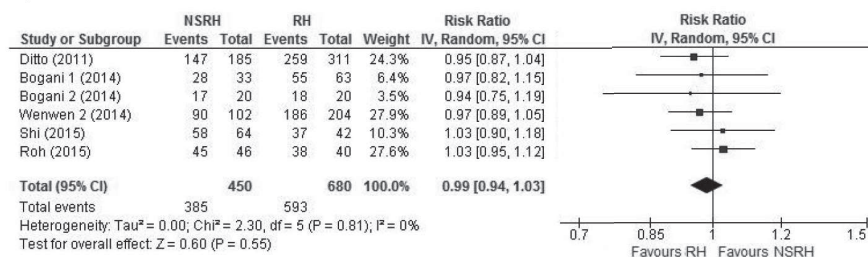 NSRH RH Risk Ratio Risk Ratio
Study or Subgroup Events Total Events Total Weight IV, Random, 95% CI IV, Random, 95% CI
Ditto (2011) 147 185 259 311 24.3% 0.95 [0.87, 1.04]
Bogani 1 (2014) 28 33 55 63 6.4% 0.97 [0.82, 1.15]
Bogani 2 (2014) 17 20 18 20 3.5% 0.94 [0.75, 1.19]
Wenwen 2 (2014) 90 102 186 204 27.9% 0.97 [0.89, 1.05]
Shi (2015) 58 64 37 42 10.3% 1.03 [0.90, 1.18]
Roh (2015) 45 46 38 40 27.6% 1.03 [0.95, 1.12]
Total (95% CI) 450 680 100.0% 0.99 [0.94, 1.03]
Total events 385 593
Heterogeneity: Tau² = 0.00; Chi² = 2.30, df = 5 (P = 0.81); I² = 0%
Test for overall effect: Z = 0.60 (P = 0.55)
0.7 0.85 1 1.2 1.5
Favours RH Favours NSRH